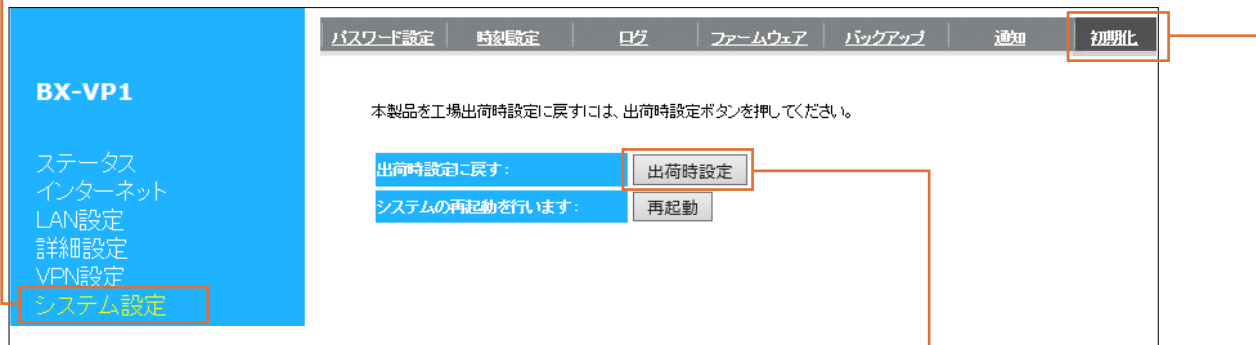 パスワード設定 時刻設定 ログ ファームウェア バックアップ 通知 初期化
BX-VP1
本製品を工場出荷時設定に戻すには、出荷時設定ボタンを押してください。
ステータス
インターネット
LAN設定
詳細設定
VPN設定
システム設定
出荷時設定に戻す: 出荷時設定
システムの再起動を行います: 再起動